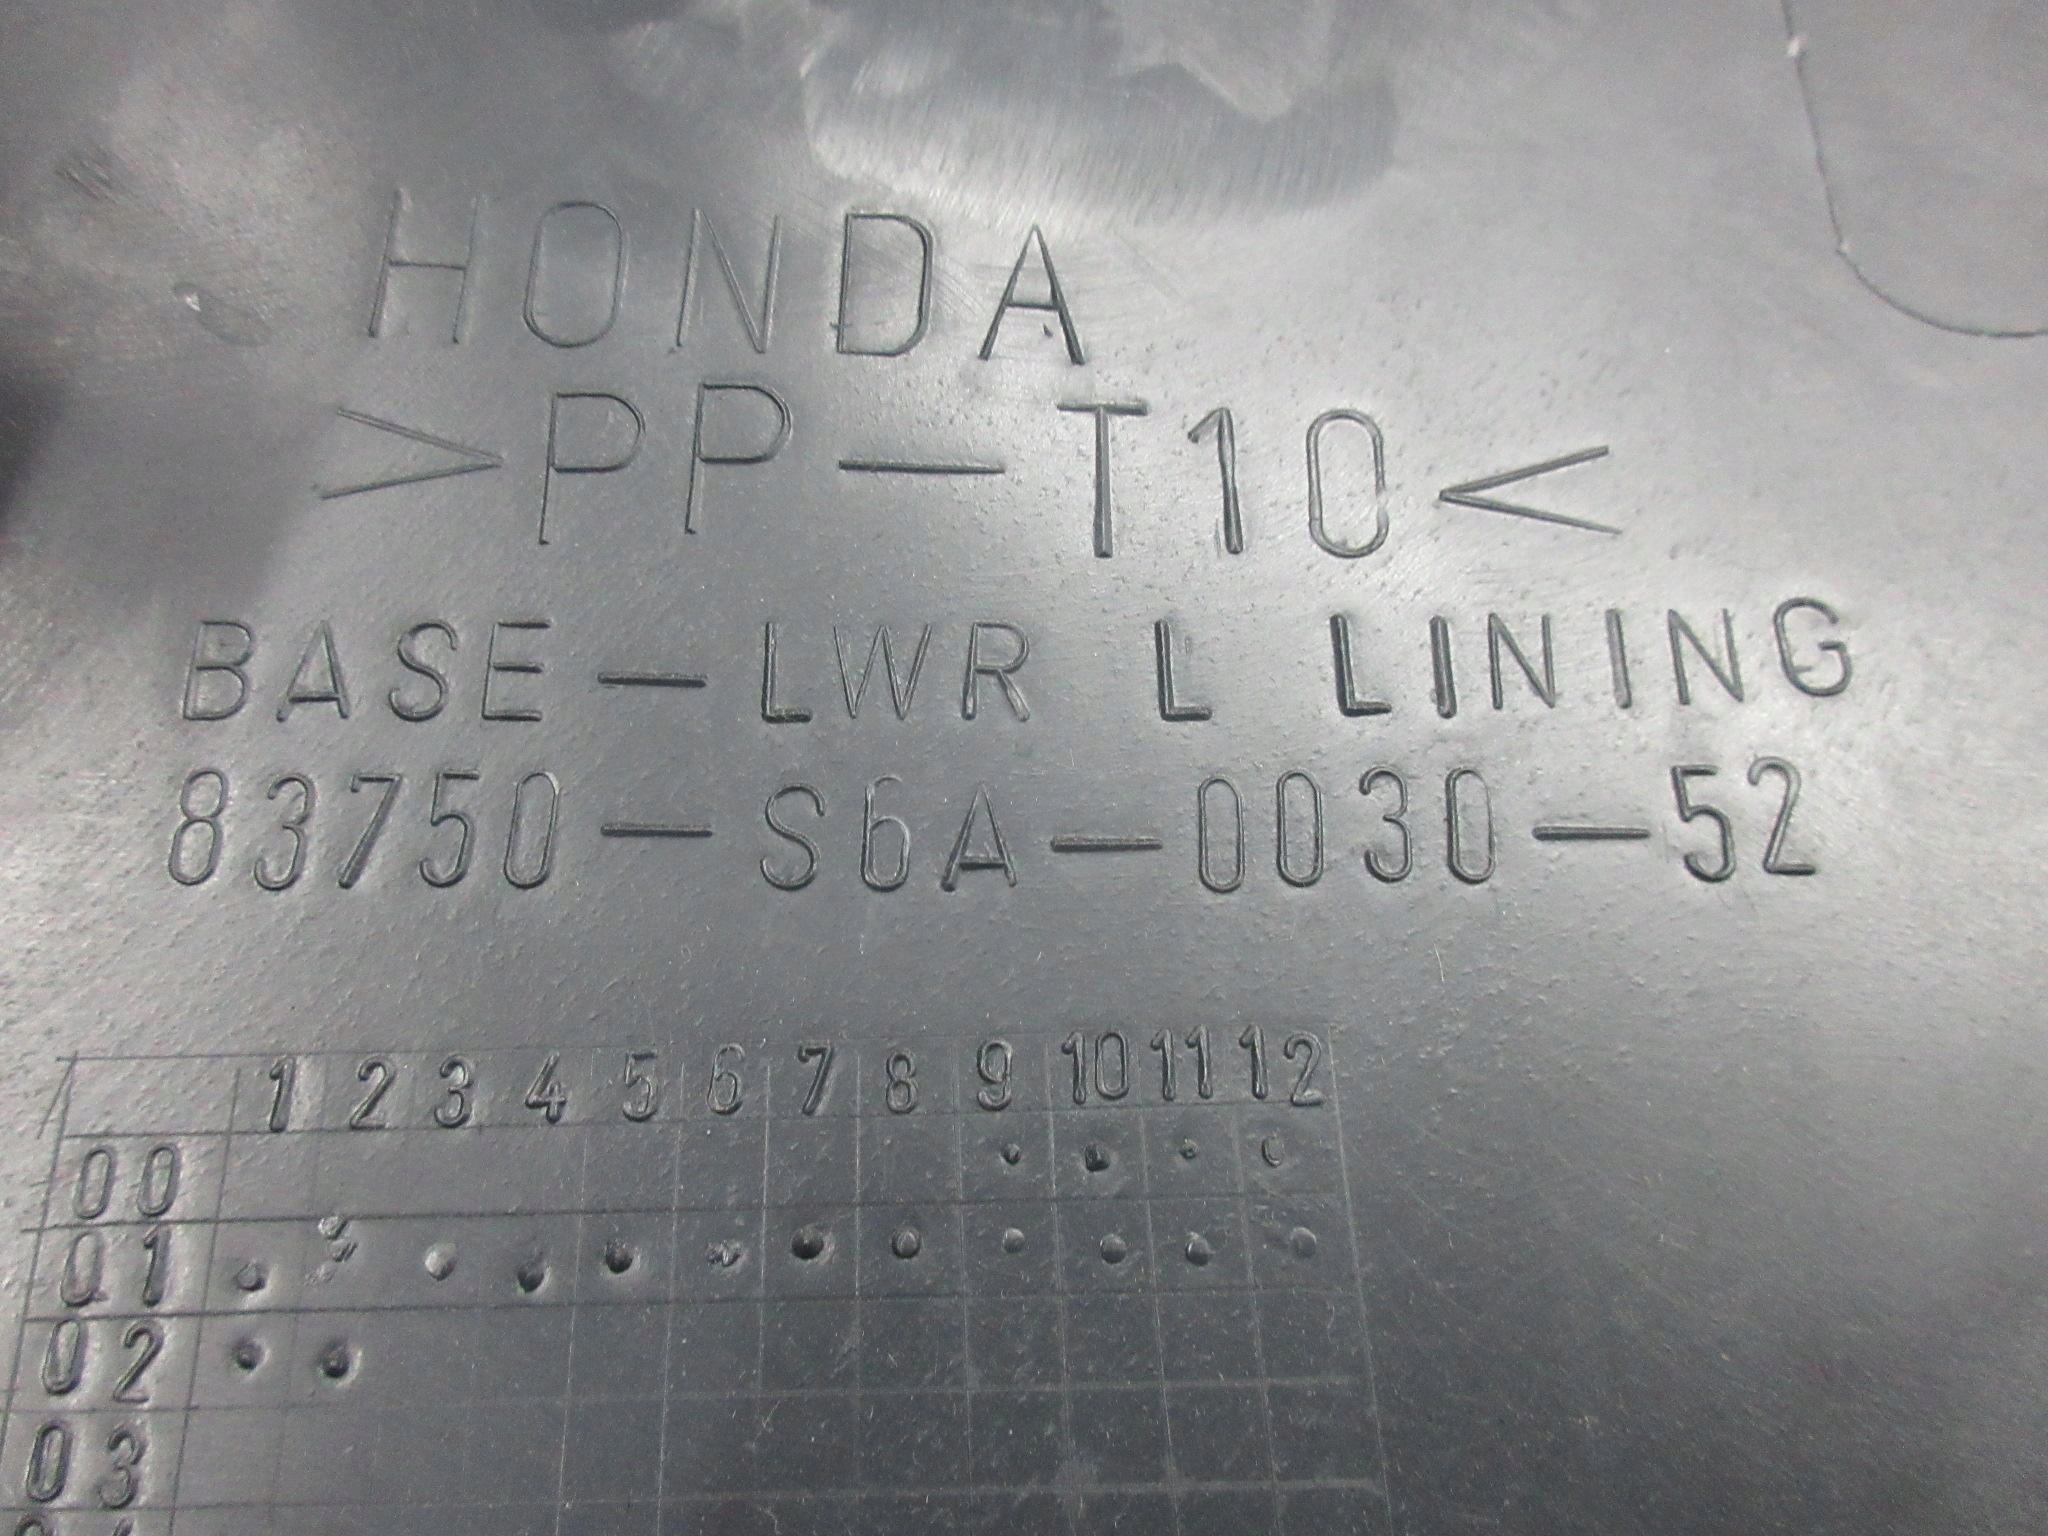 HONDA
>PP-T10<
BASE-LWR L LINING
83750-S6A-0030-52
1 2 3 4 5 6 7 8 9 10 11 12
00
01
02
03